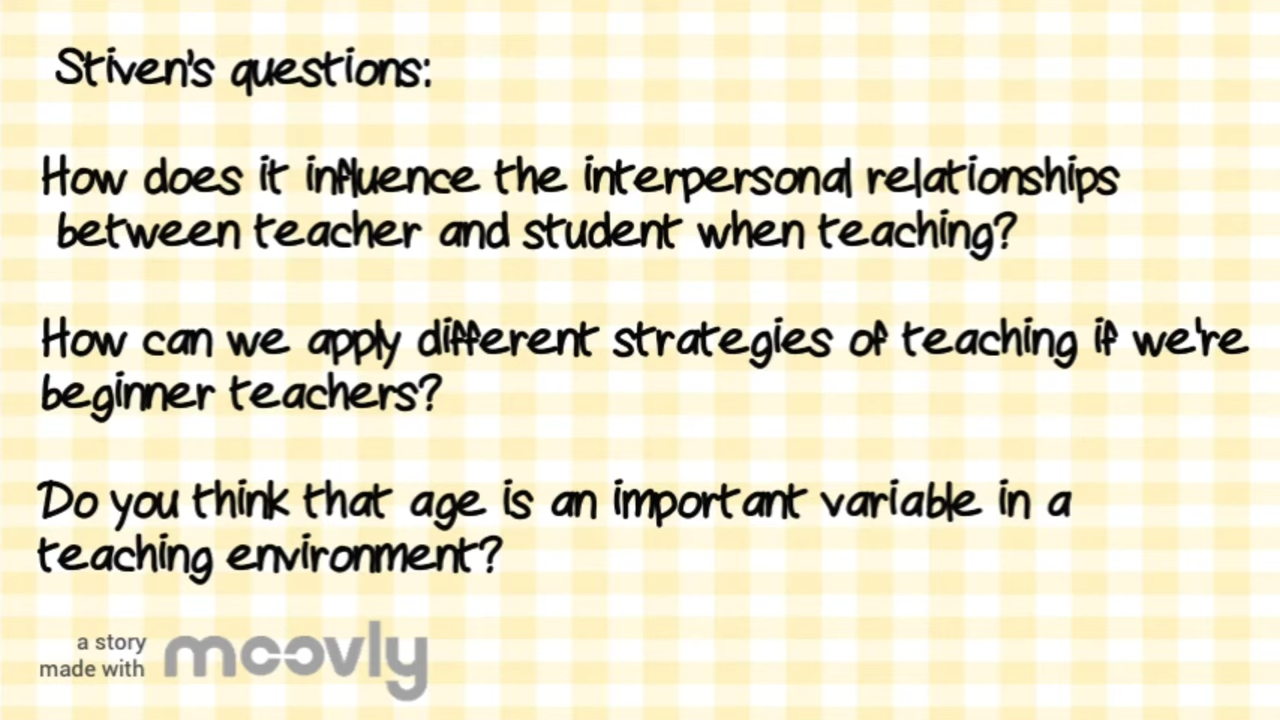 Stiven's questions:
How does it influence the interpersonal relationships
between teacher and student when teaching?
How can we apply different strategies of teaching if we're
beginner teachers?
Do you think that age is an important variable in a
teaching environment?
a story
made with
moovly